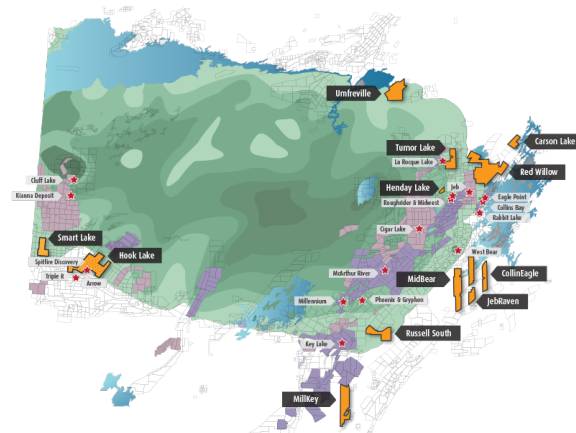 Umfreville
Carson Lake
Tumor Lake
La Rocque Lake
Red Willow
Cluff Lake
Henday Lake
Jeb
Kianna Deposit
Roughrider & Midwest
Eagle Point
Collins Bay
Rabbit Lake
Cigar Lake
Smart Lake
Hook Lake
West Bear
Spitfire Discovery
McArthur River
CollinEagle
Triple R
Arrow
MidBear
Millennium
Phoenix & Gryphon
JebRaven
Russell South
Key Lake
MillKey